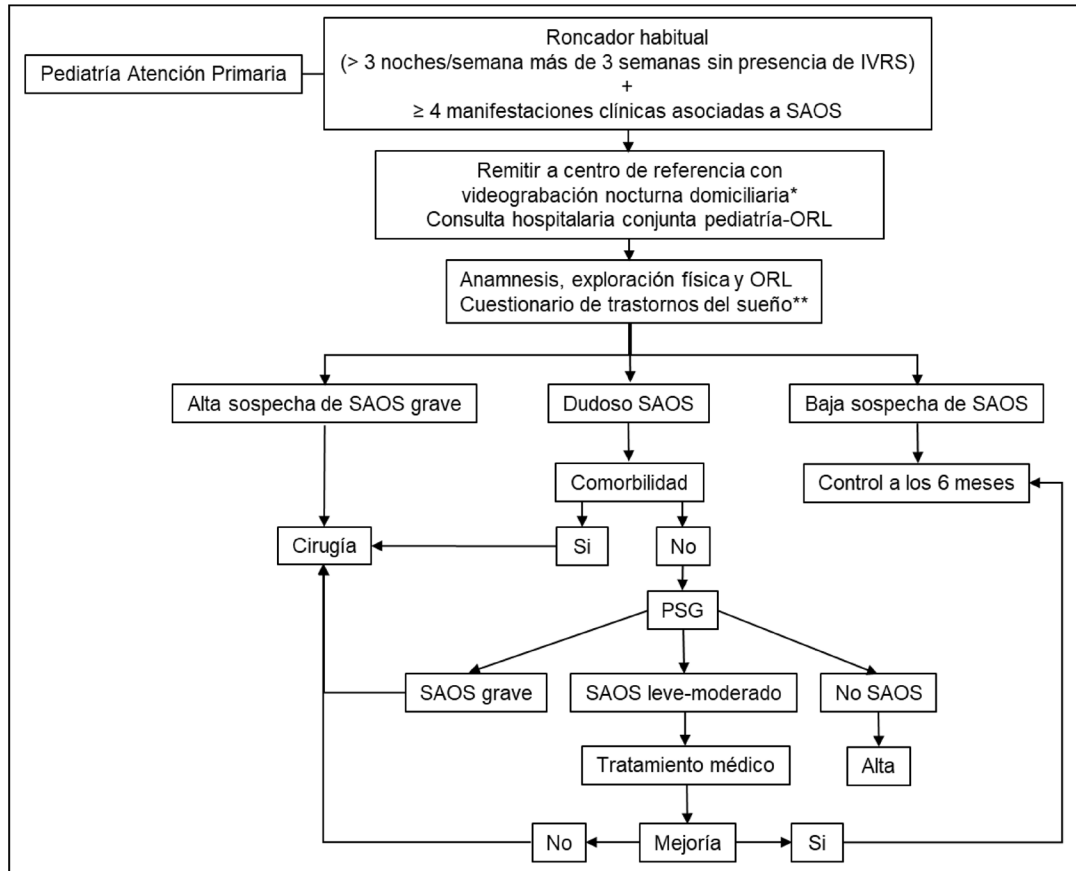 Pediatría Atención Primaria
Roncador habitual
(> 3 noches/semana más de 3 semanas sin presencia de IVRS)
+
≥ 4 manifestaciones clínicas asociadas a SAOS
Remitir a centro de referencia con
videograbación nocturna domiciliaria*
Consulta hospitalaria conjunta pediatría-ORL
Anamnesis, exploración física y ORL
Cuestionario de trastornos del sueño**
Alta sospecha de SAOS grave
Dudoso SAOS
Baja sospecha de SAOS
Comorbilidad
Control a los 6 meses
Cirugía
Si
No
PSG
SAOS grave
SAOS leve-moderado
No SAOS
Tratamiento médico
Alta
No
Mejoría
Si